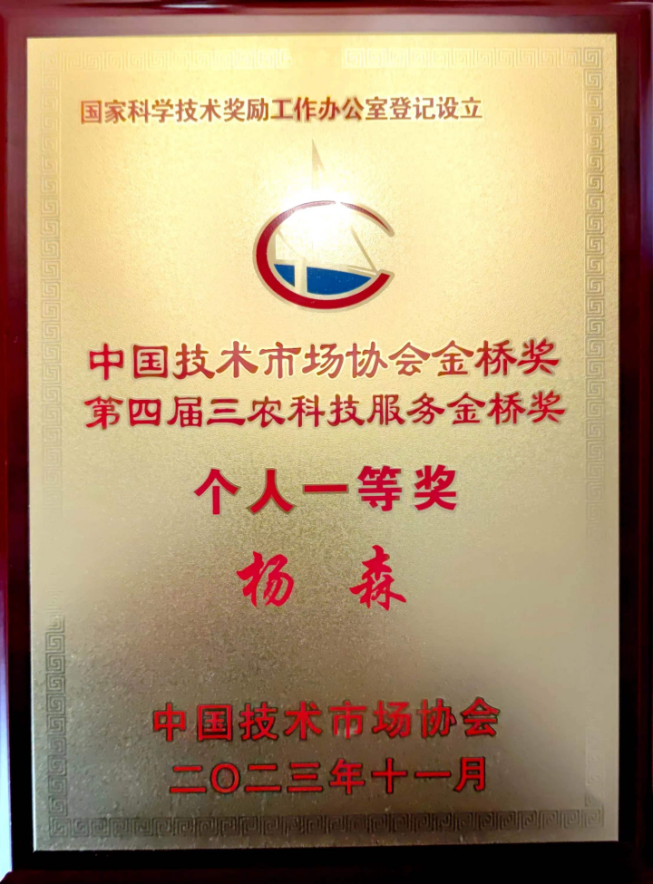 国家科学技术奖励工作办公室登记设立
中国技术市场协会金桥奖
第四届三农科技服务金桥奖
个人一等奖
杨 森
中国技术市场协会
二〇二三年十一月